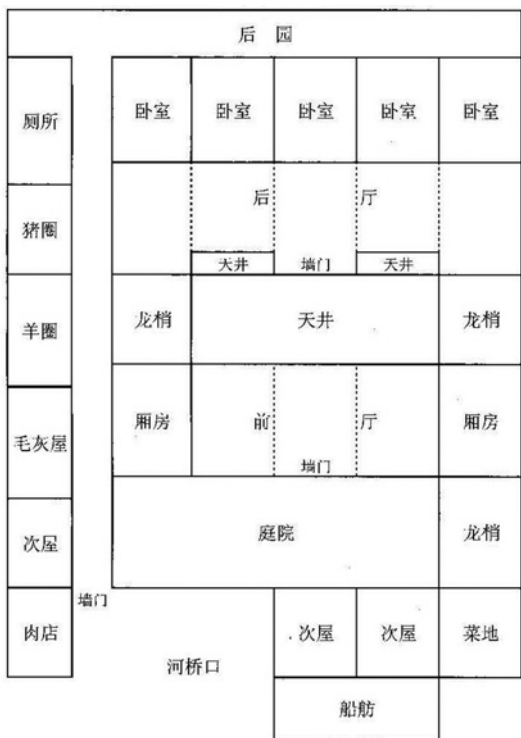 后 园
厕所 卧室 卧室 卧室 卧室 卧室
猪圈 后 厅
天井 墙门 天井
羊圈 龙梢 天井 龙梢
毛灰屋 厢房 前 厅 厢房
墙门
次屋 庭院 龙梢
墙门
肉店 次屋 次屋 菜地
河桥口
船舫